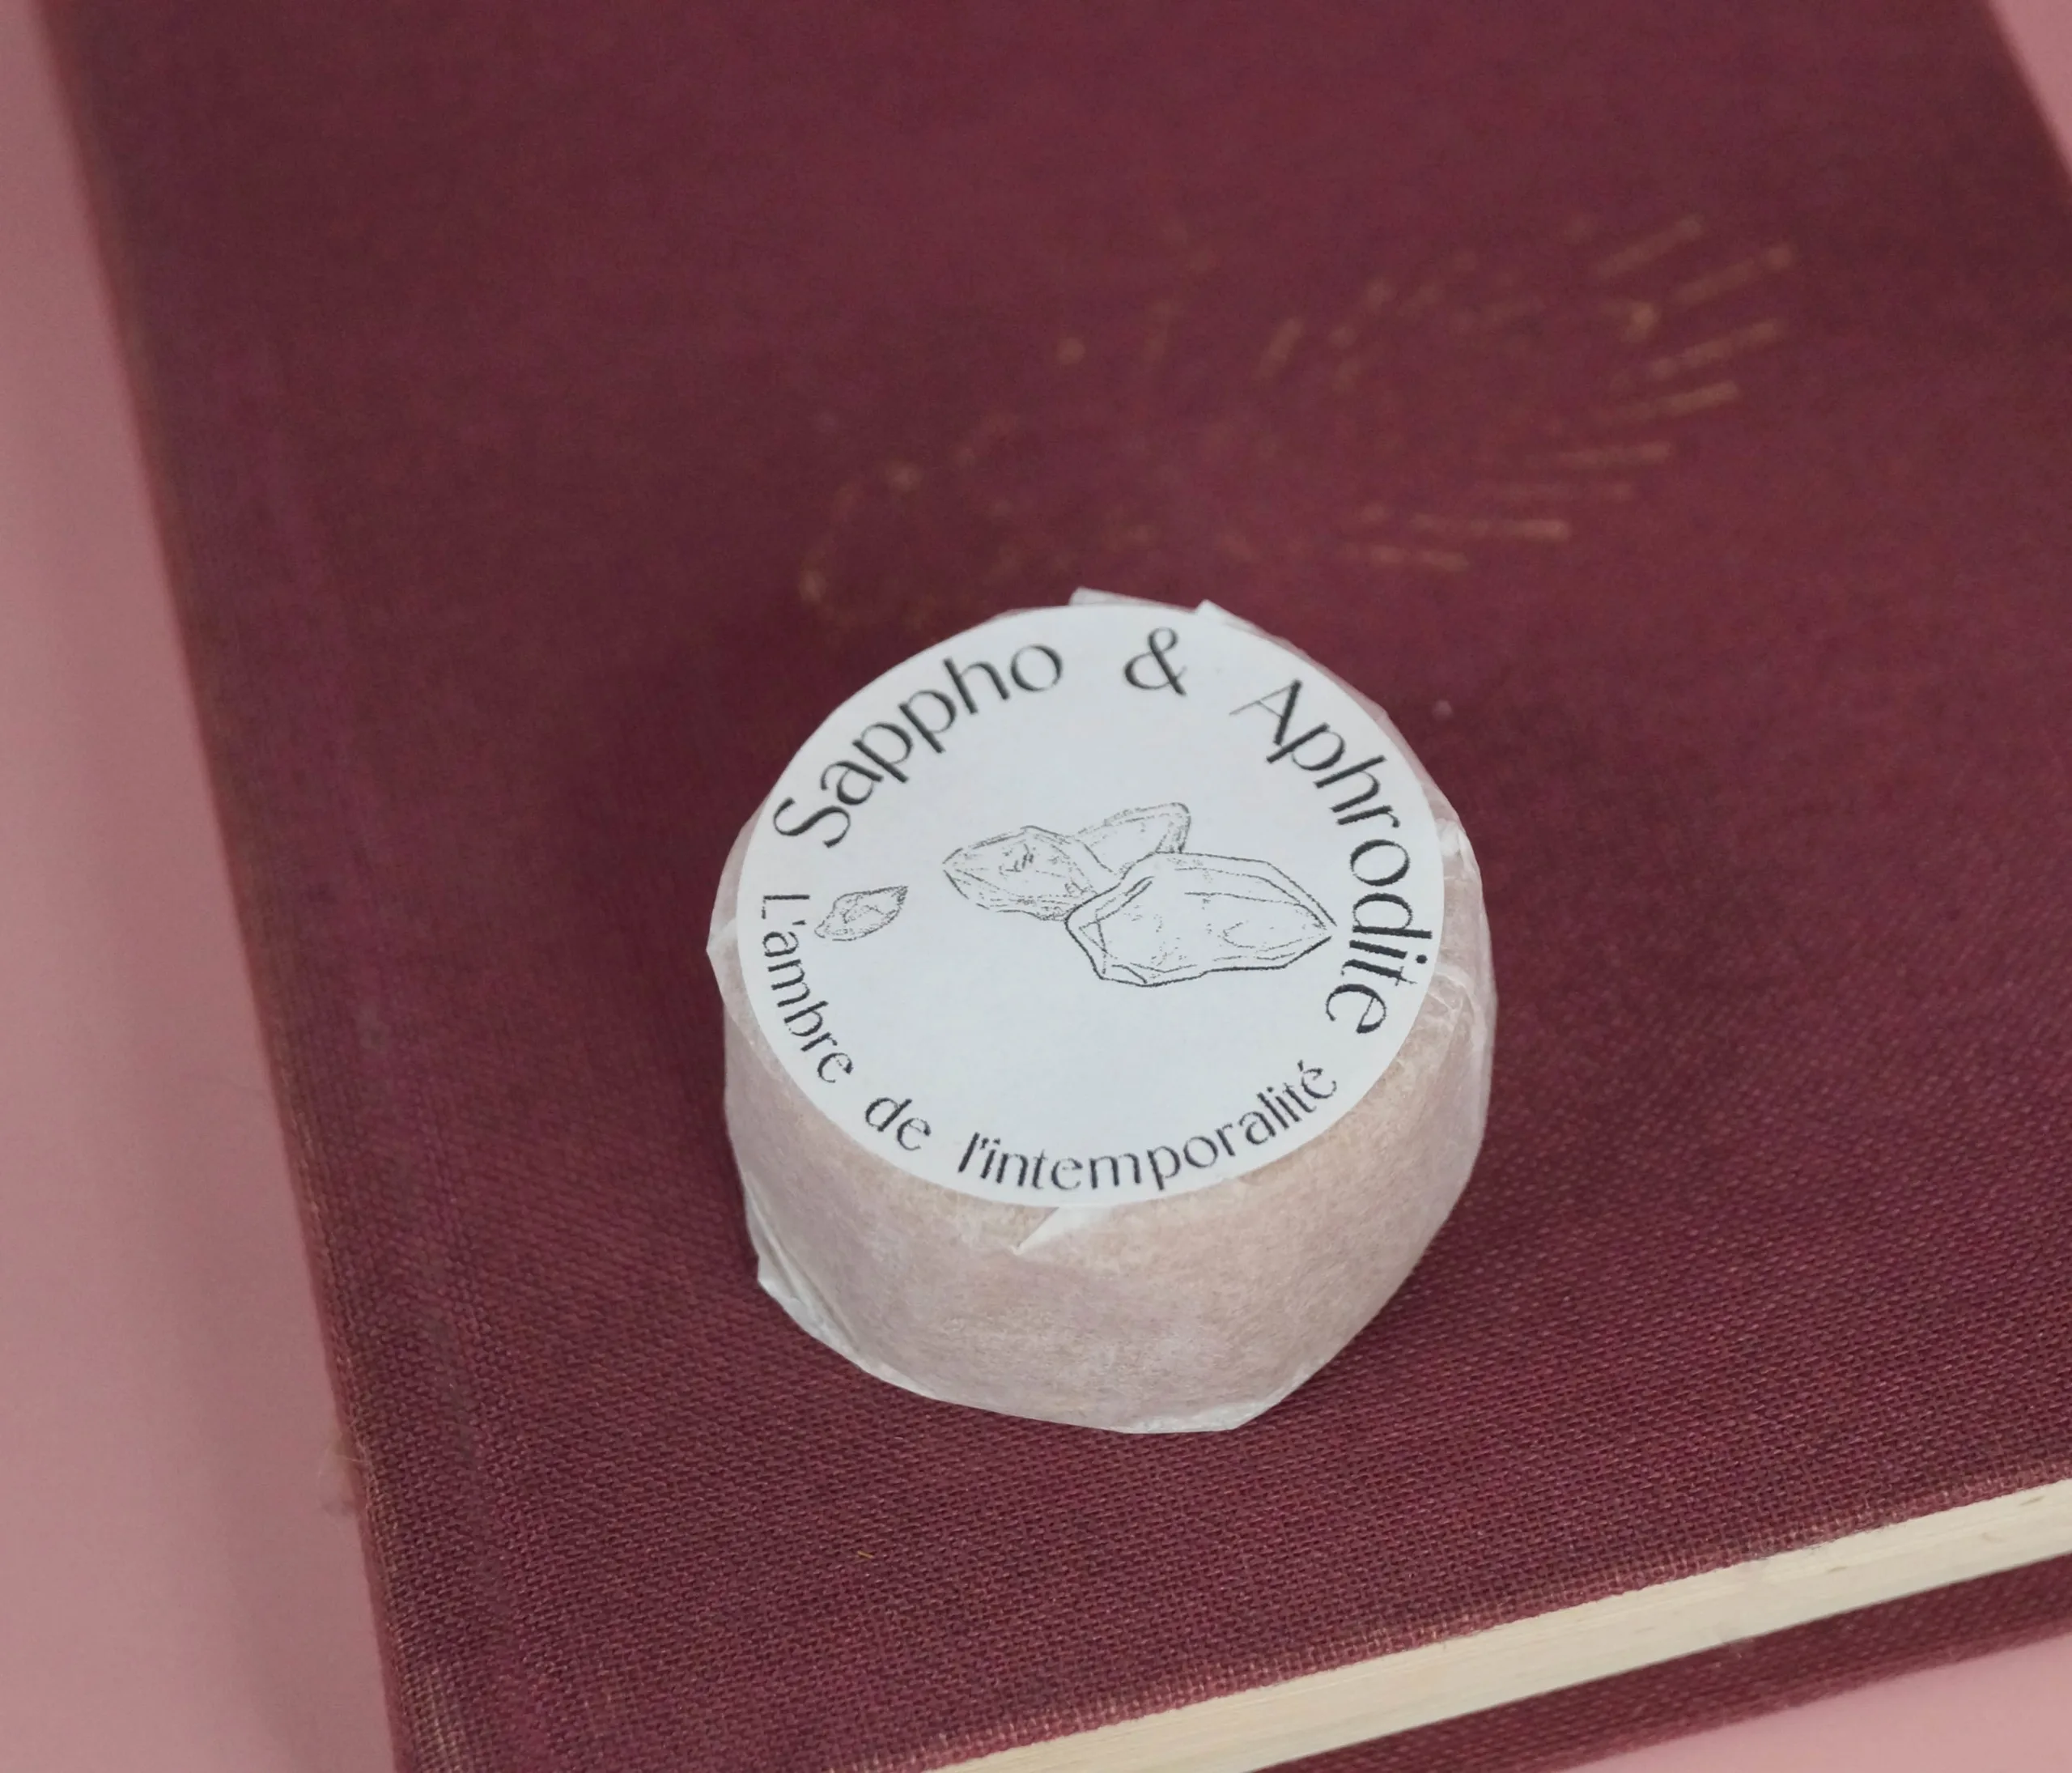 Sappho & Aphrodite
L'ambre de l'intemporalité